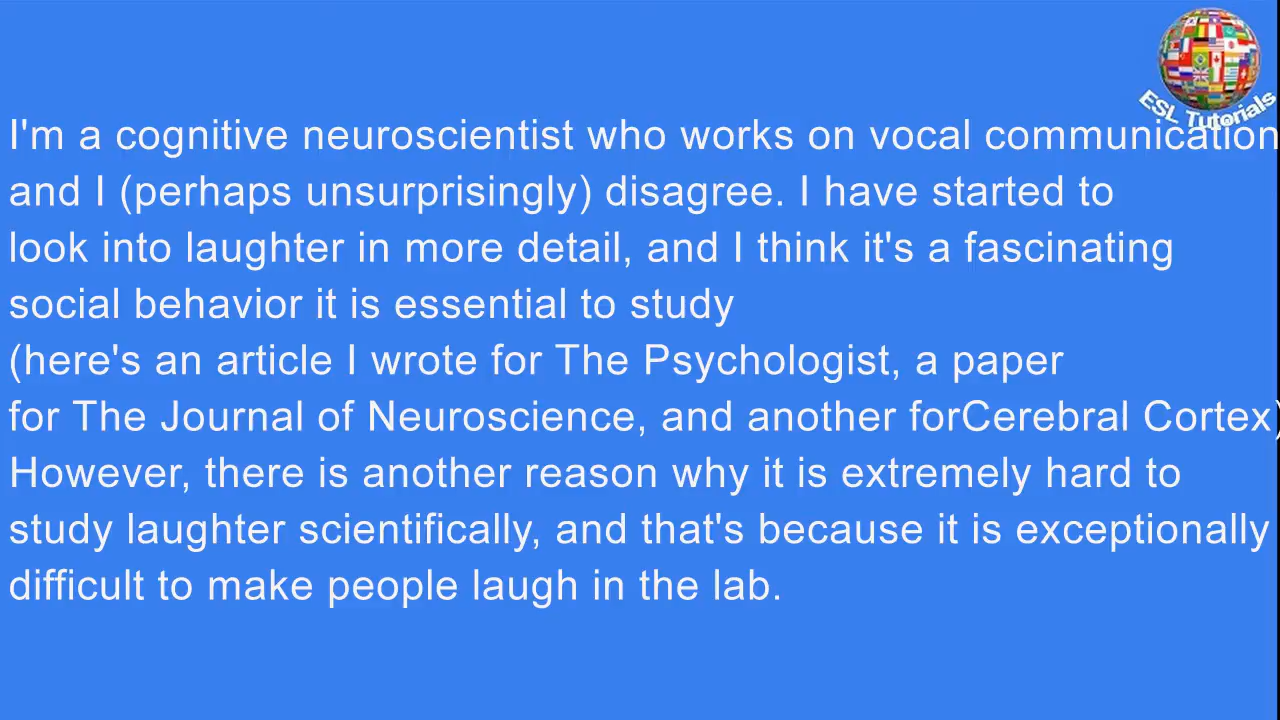 ESL Tutorials
I'm a cognitive neuroscientist who works on vocal communication
and I (perhaps unsurprisingly) disagree. I have started to
look into laughter in more detail, and I think it's a fascinating
social behavior it is essential to study
(here's an article I wrote for The Psychologist, a paper
for The Journal of Neuroscience, and another forCerebral Cortex)
However, there is another reason why it is extremely hard to
study laughter scientifically, and that's because it is exceptionally
difficult to make people laugh in the lab.